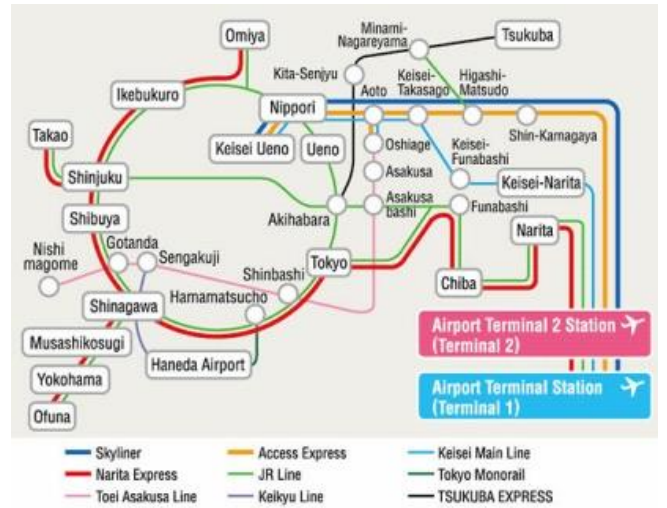 Omiya
Minami-
Nagareyama
Tsukuba
Kita-Senjyu
Ikebukuro
Nippori
Aoto
Keisei-
Takasago
Higashi-
Matsudo
Takao
Keisei Ueno
Ueno
Oshiage
Shin-Kamagaya
Shinjuku
Asakusa
Keisei-
Funabashi
Keisei-Narita
Shibuya
Akihabara
Asakusa
bashi
Funabashi
Nishi
magome
Gotanda
Sengakuji
Tokyo
Narita
Shinbashi
Chiba
Shinagawa
Hamamatsucho
Musashikosugi
Haneda Airport
Airport Terminal 2 Station
(Terminal 2)
Yokohama
Ofuna
Airport Terminal Station
(Terminal 1)
Skyliner
Access Express
Keisei Main Line
Narita Express
JR Line
Tokyo Monorail
Toei Asakusa Line
Keikyu Line
TSUKUBA EXPRESS